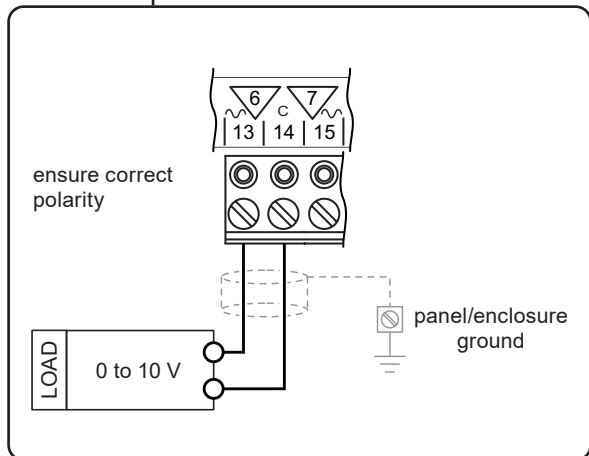 6 7
C
13 14 15
ensure correct
polarity
panel/enclosure
ground
LOAD
0 to 10 V